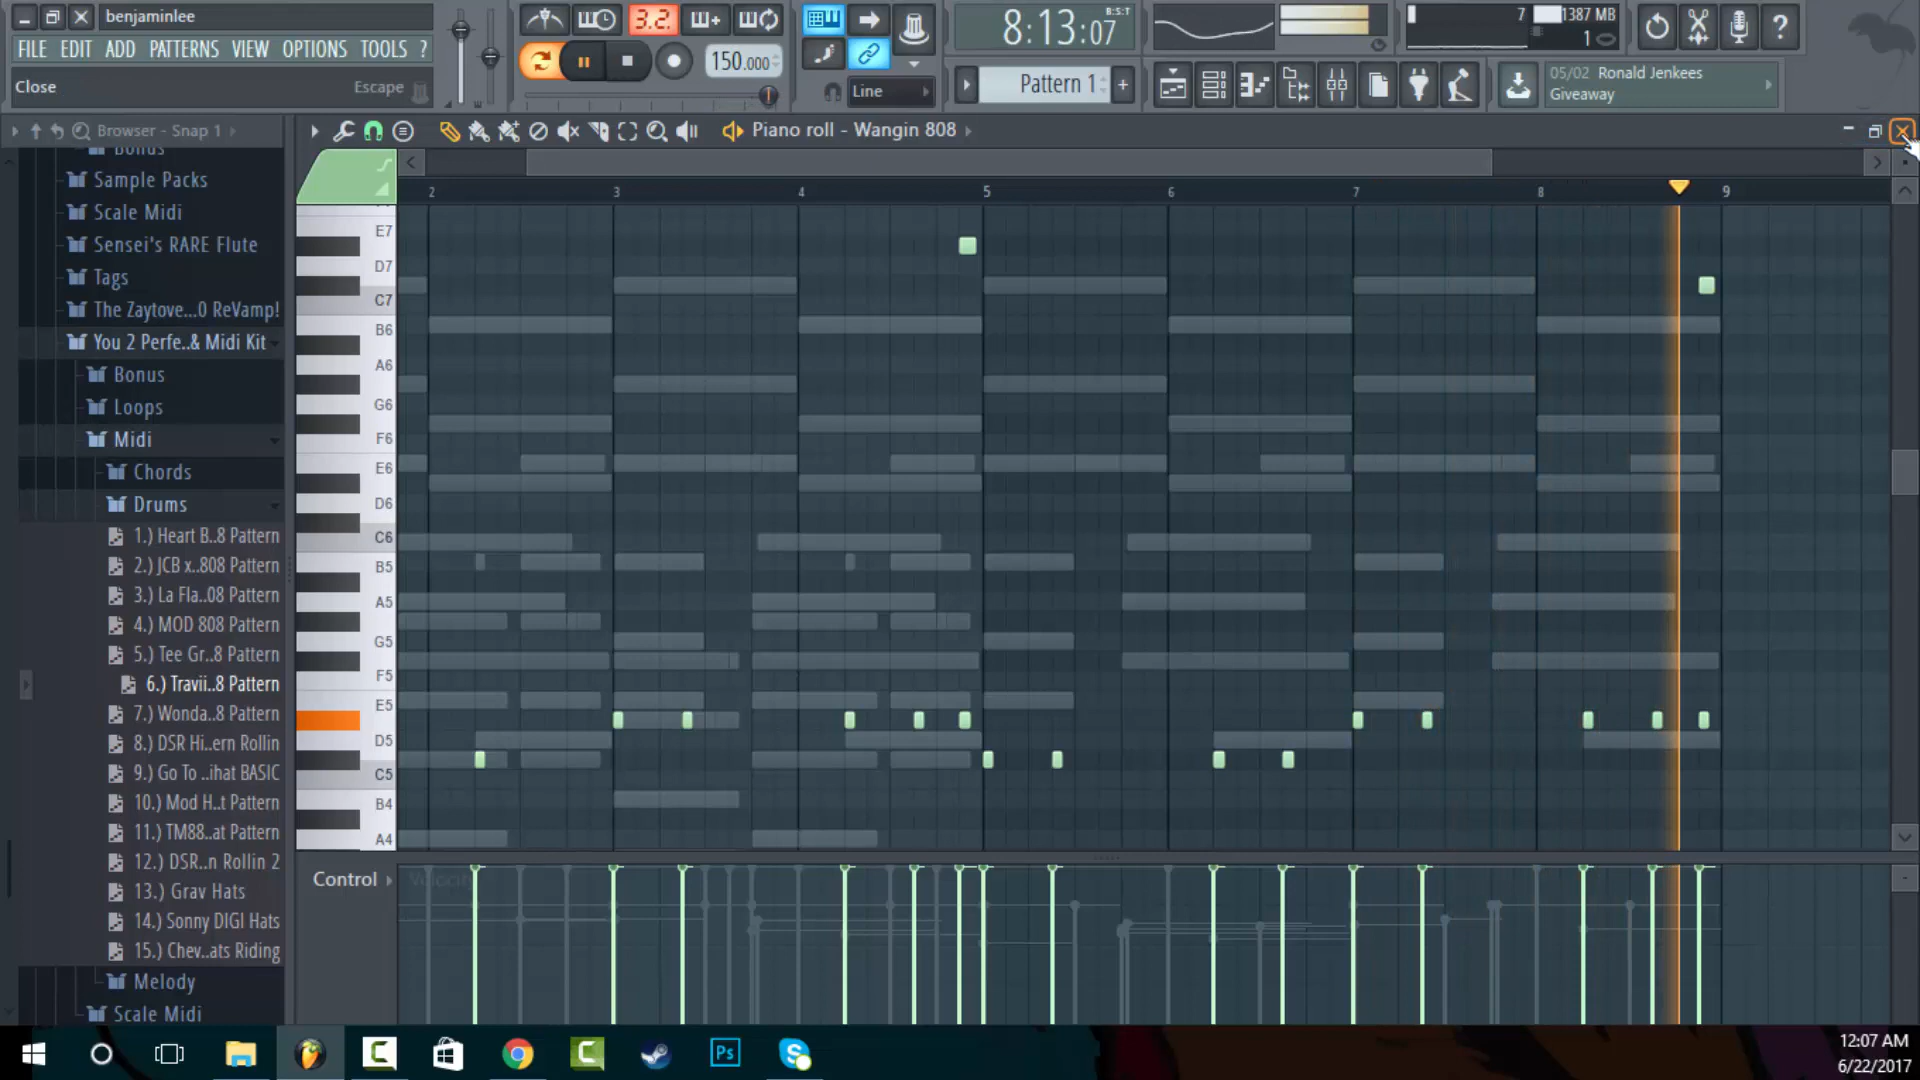 benjaminlee
FILE EDIT ADD PATTERNS VIEW OPTIONS TOOLS ?
Close Escape
3.2.
150.000
Line
8:13:07
B:S:T
Pattern 1
+
7
1387 MB
1
?
05/02 Ronald Jenkees
Giveaway
Browser - Snap 1
Piano roll - Wangin 808
Bonus
Sample Packs
Scale Midi
Sensei's RARE Flute
Tags
The Zaytove...0 ReVamp!
You 2 Perfe..& Midi Kit
Bonus
Loops
Midi
Chords
Drums
1.) Heart B..8 Pattern
2.) JCB x..808 Pattern
3.) La Fla..08 Pattern
4.) MOD 808 Pattern
5.) Tee Gr..8 Pattern
6.) Travii..8 Pattern
7.) Wonda..8 Pattern
8.) DSR Hi..ern Rollin
9.) Go To ..ihat BASIC
10.) Mod H..t Pattern
11.) TM88..at Pattern
12.) DSR..n Rollin 2
13.) Grav Hats
14.) Sonny DIGI Hats
15.) Chev..ats Riding
Melody
Scale Midi
2 3 4 5 6 7 8 9
E7
D7
C7
B6
A6
G6
F6
E6
D6
C6
B5
A5
G5
F5
E5
D5
C5
B4
A4
Control
Velocity
Ps
12:07 AM
6/22/2017